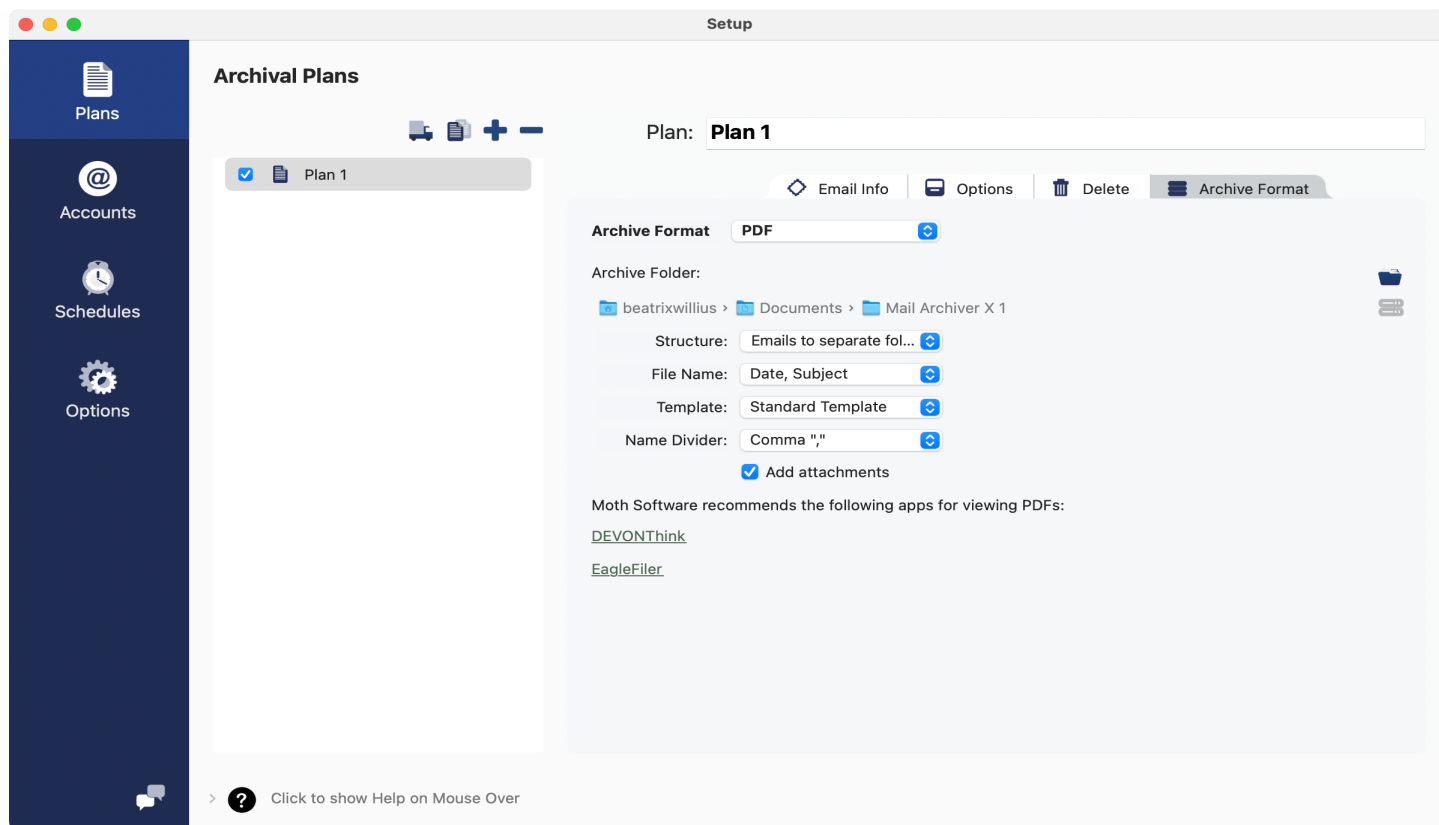 Setup
Plans
Accounts
Schedules
Options
Archival Plans
Plan 1
Plan: Plan 1
Email Info Options Delete Archive Format
Archive Format PDF
Archive Folder:
beatrixwillius › Documents › Mail Archiver X 1
Structure: Emails to separate fol...
File Name: Date, Subject
Template: Standard Template
Name Divider: Comma ","
Add attachments
Moth Software recommends the following apps for viewing PDFs:
DEVONThink
EagleFiler
? Click to show Help on Mouse Over